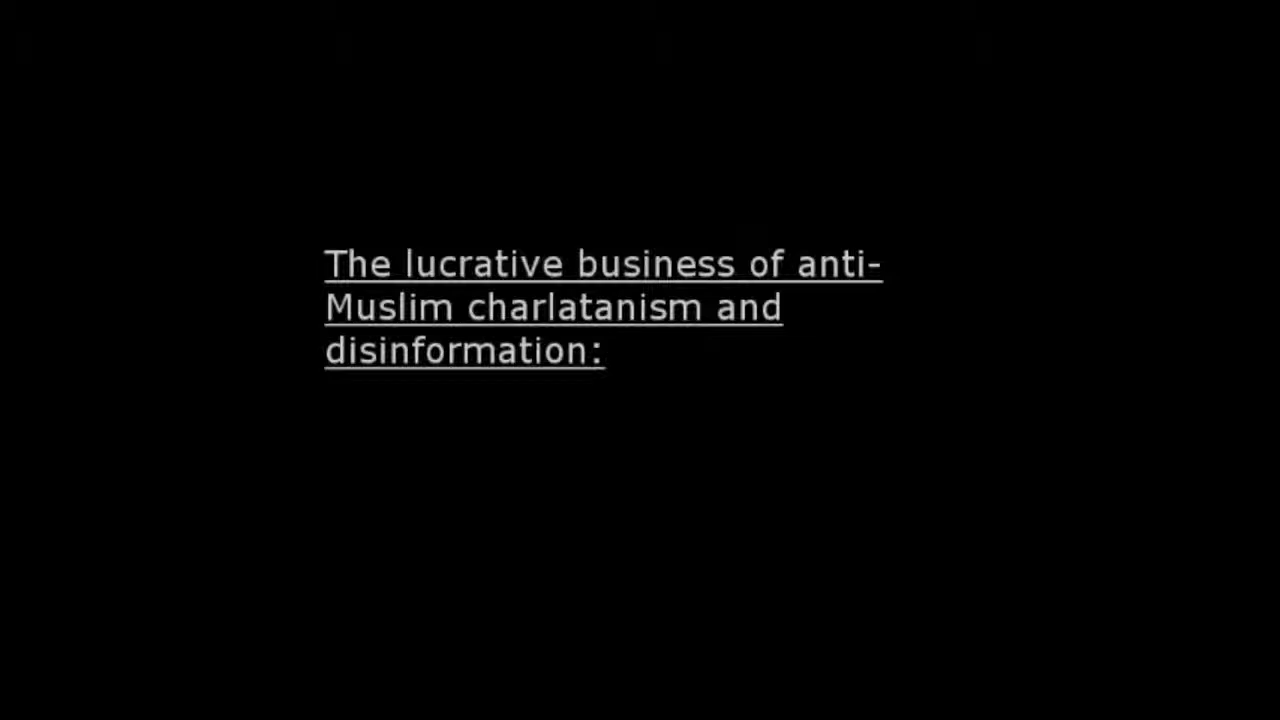 The lucrative business of anti-
Muslim charlatanism and
disinformation: